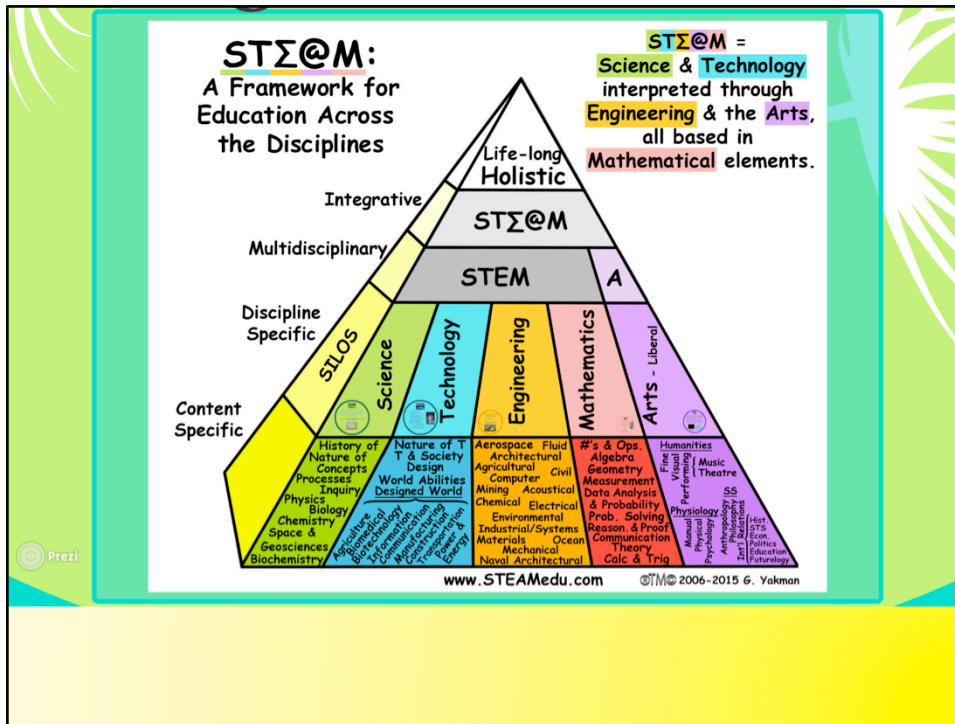 STΣ@M:
A Framework for
Education Across
the Disciplines
STΣ@M =
Science & Technology
interpreted through
Engineering & the Arts,
all based in
Mathematical elements.
Life-long
Holistic
Integrative
STΣ@M
Multidisciplinary
STEM
A
Discipline
Specific
SILOS
Science
Technology
Engineering
Mathematics
Arts - Liberal
Content
Specific
History of
Nature of
Concepts
Processes
Inquiry
Physics
Biology
Chemistry
Space &
Geosciences
Biochemistry
Nature of T
T & Society
Design
World Abilities
Designed World
Agriculture
Biomedical
Biotechnology
Information
Communication
Manufacturing
Construction
Transportation
Power &
Energy
Aerospace Fluid
Architectural
Agricultural Civil
Computer
Mining Acoustical
Chemical Electrical
Environmental
Industrial/Systems
Materials Ocean
Mechanical
Naval Architectural
#'s & Ops.
Algebra
Geometry
Measurement
Data Analysis
& Probability
Prob. Solving
Reason. & Proof
Communication
Theory
Calc & Trig
Humanities
Fine
Visual
Performing
Music
Theatre
Physiology
Manual
Physical
Psychology
SS
Anthropology
Philosophy
Int'l Relations
Hist.
STS
Econ.
Politics
Education
Futurology
www.STEAMedu.com
®TM© 2006-2015 G. Yakman
Prezi